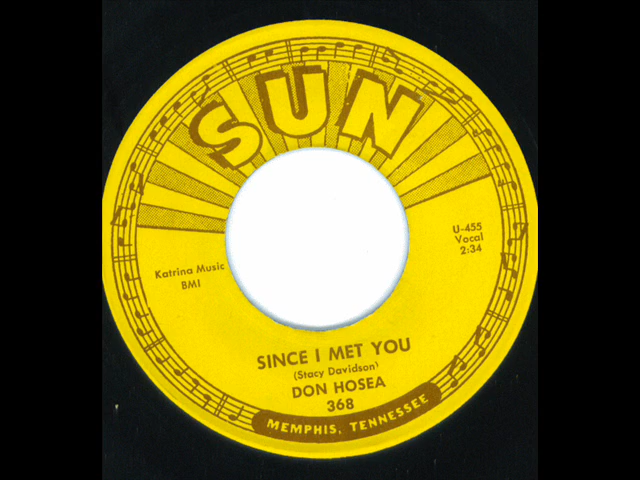 SUN
U-455
Vocal
2:34
Katrina Music
BMI
SINCE I MET YOU
(Stacy Davidson)
DON HOSEA
368
MEMPHIS, TENNESSEE